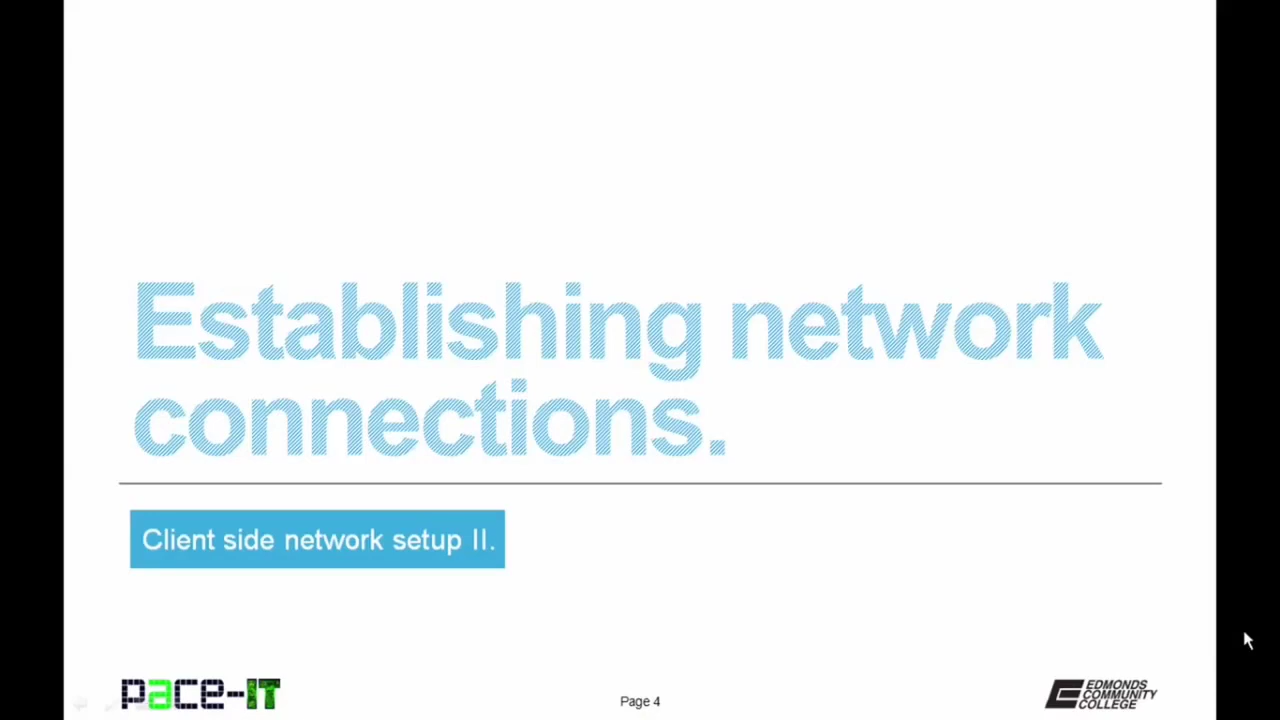 Establishing network
connections.
Client side network setup II.
pace-IT
Page 4
EDMONDS
COMMUNITY
COLLEGE